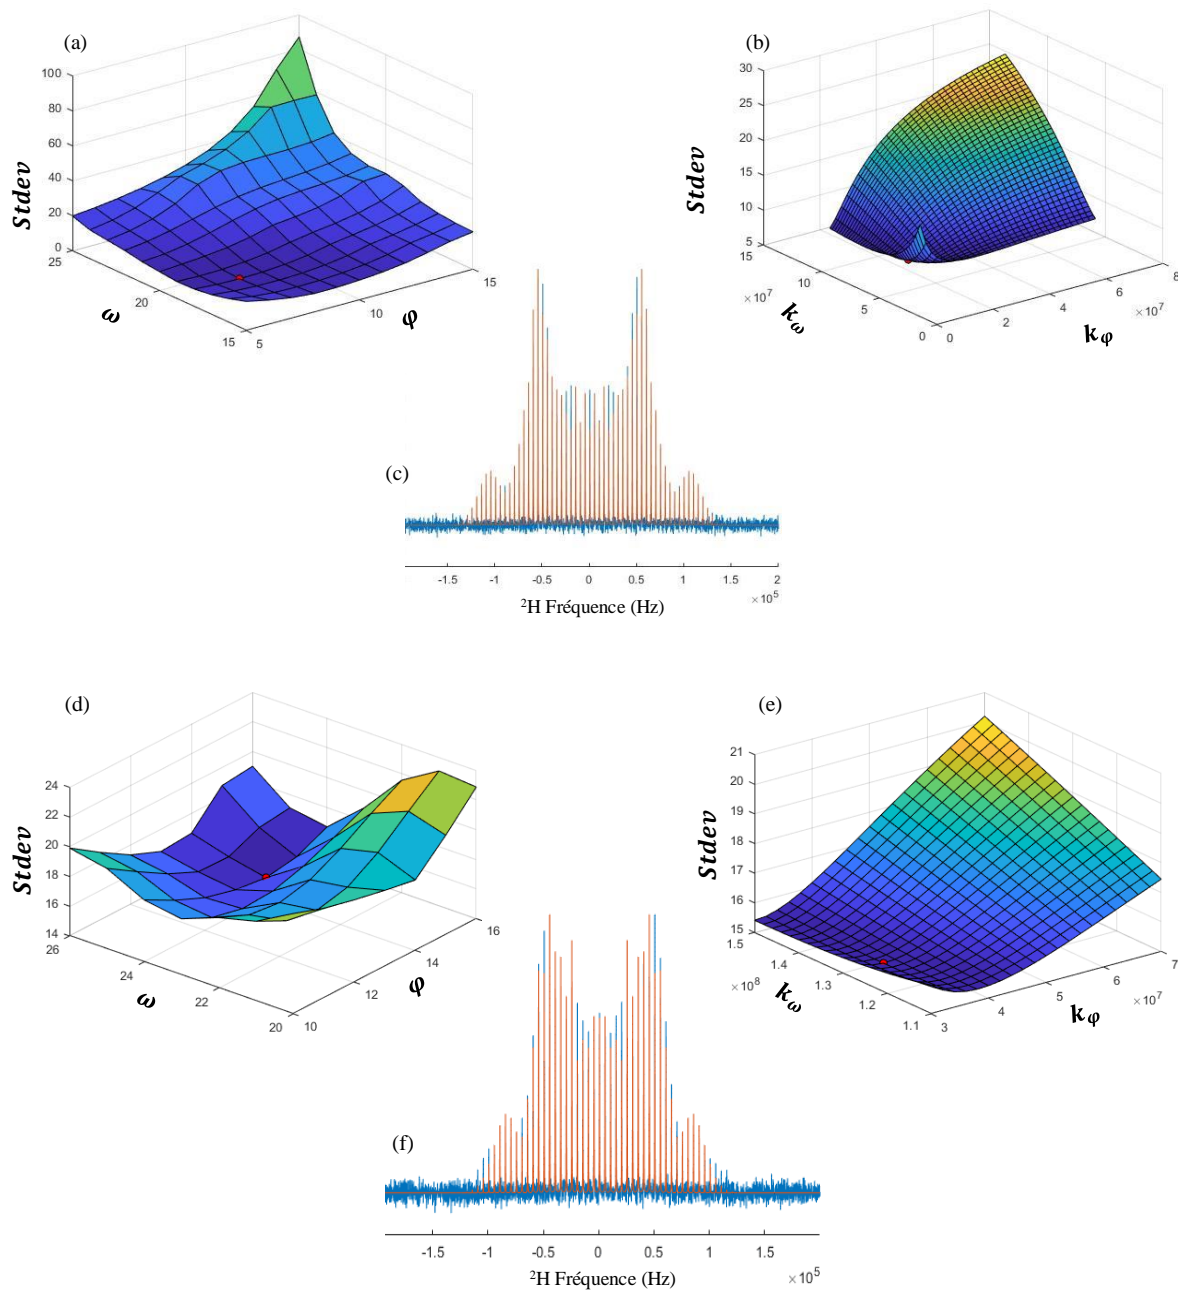 (a)
100
80
60
40
20
0
Stdev
25
20
15
ω
5
10
15
φ
(b)
30
25
20
15
10
5
Stdev
15
10
5
0
×10⁷
kω
0
2
4
6
8
×10⁷
kφ
(c)
-1.5 -1 -0.5 0 0.5 1 1.5 2
×10⁵
²H Fréquence (Hz)
(d)
24
22
20
18
16
14
Stdev
26
24
22
20
ω
10
12
14
16
φ
(e)
21
20
19
18
17
16
15
Stdev
1.5
1.4
1.3
1.2
1.1
×10⁸
kω
3
4
5
6
7
×10⁷
kφ
(f)
-1.5 -1 -0.5 0 0.5 1 1.5
×10⁵
²H Fréquence (Hz)